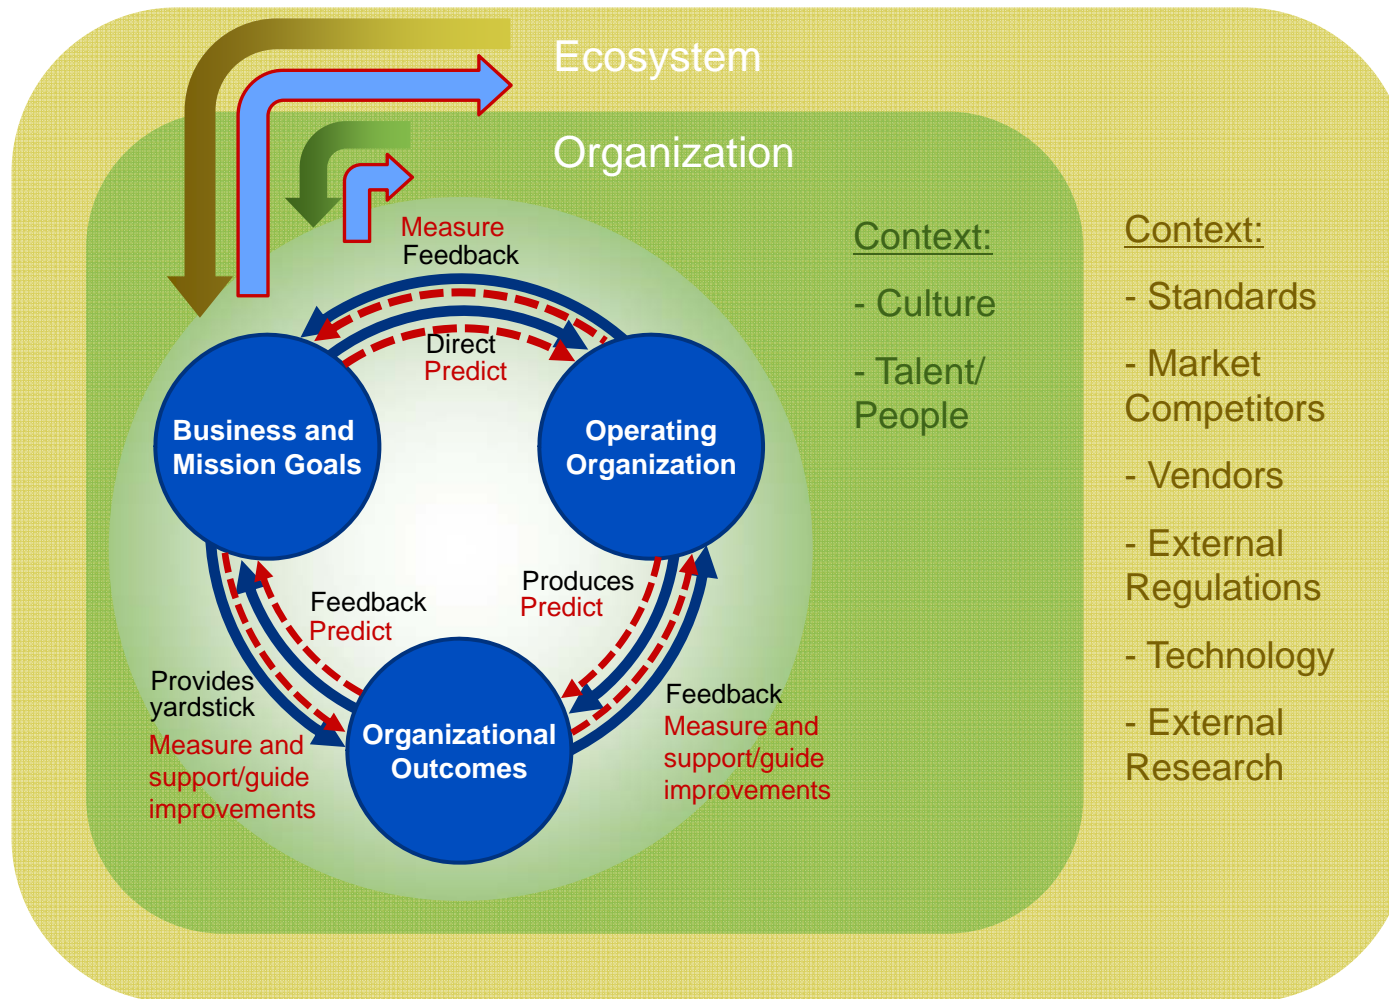 Ecosystem
Organization
Measure
Feedback
Direct
Predict
Business and
Mission Goals
Operating
Organization
Feedback
Predict
Produces
Predict
Provides
yardstick
Measure and
support/guide
improvements
Organizational
Outcomes
Feedback
Measure and
support/guide
improvements
Context:
- Culture
- Talent/
People
Context:
- Standards
- Market
Competitors
- Vendors
- External
Regulations
- Technology
- External
Research